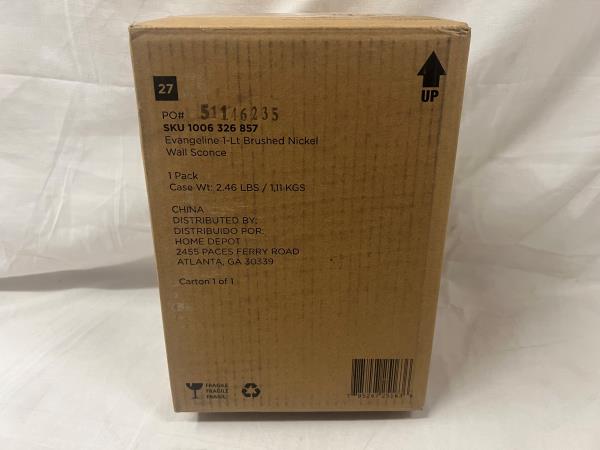 27
UP
PO# 51146235
SKU 1006 326 857
Evangeline 1-Lt Brushed Nickel
Wall Sconce
1 Pack
Case Wt: 2.46 LBS / 1,11 KGS
CHINA
DISTRIBUTED BY:
DISTRIBUIDO POR:
HOME DEPOT
2455 PACES FERRY ROAD
ATLANTA, GA 30339
Carton 1 of 1
FRAGILE
FRAGILE
FRAGIL